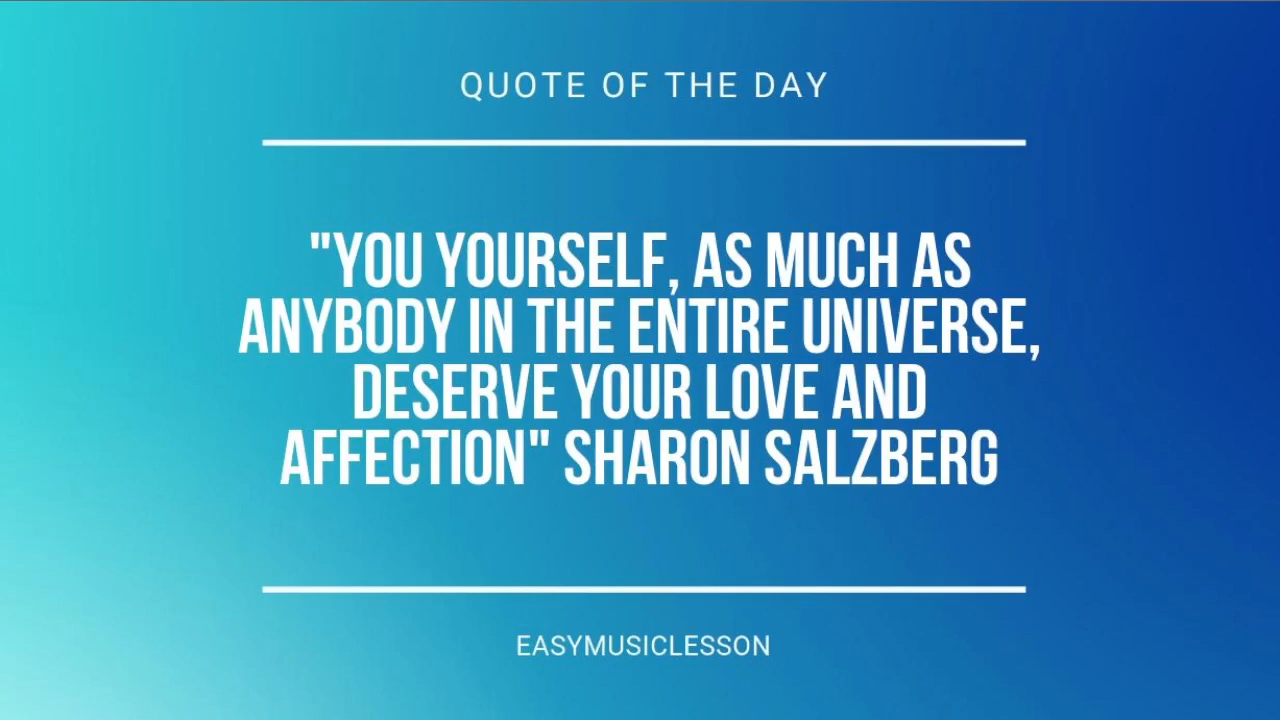 QUOTE OF THE DAY
"YOU YOURSELF, AS MUCH AS
ANYBODY IN THE ENTIRE UNIVERSE,
DESERVE YOUR LOVE AND
AFFECTION" SHARON SALZBERG
EASYMUSICLESSON